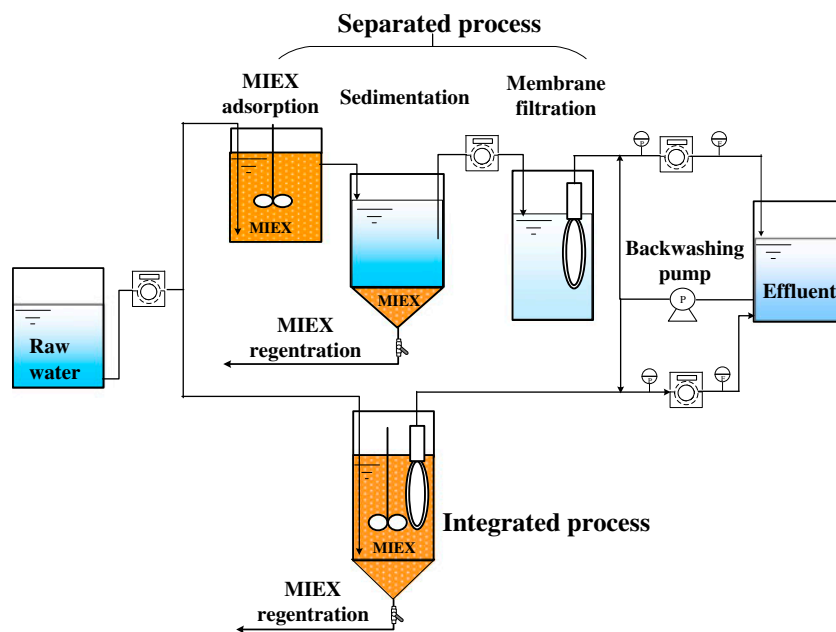 Separated process
MIEX
adsorption
Sedimentation
Membrane
filtration
P
F
MIEX
MIEX
Backwashing
pump
P
Effluent
Raw
water
MIEX
regentration
P
F
MIEX
Integrated process
MIEX
regentration